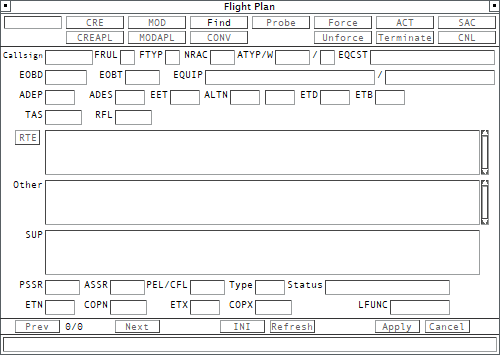 Flight Plan
CRE MOD Find Probe Force ACT SAC
CREAPL MODAPL CONV Unforce Terminate CNL
Callsign FRUL FTYP NRAC ATYP/W / EQCST
EOBD EOBT EQUIP /
ADEP ADES EET ALTN ETD ETB
TAS RFL
RTE
Other
SUP
PSSR ASSR PEL/CFL Type Status
ETN COPN ETX COPX LFUNC
Prev 0/0 Next INI Refresh Apply Cancel